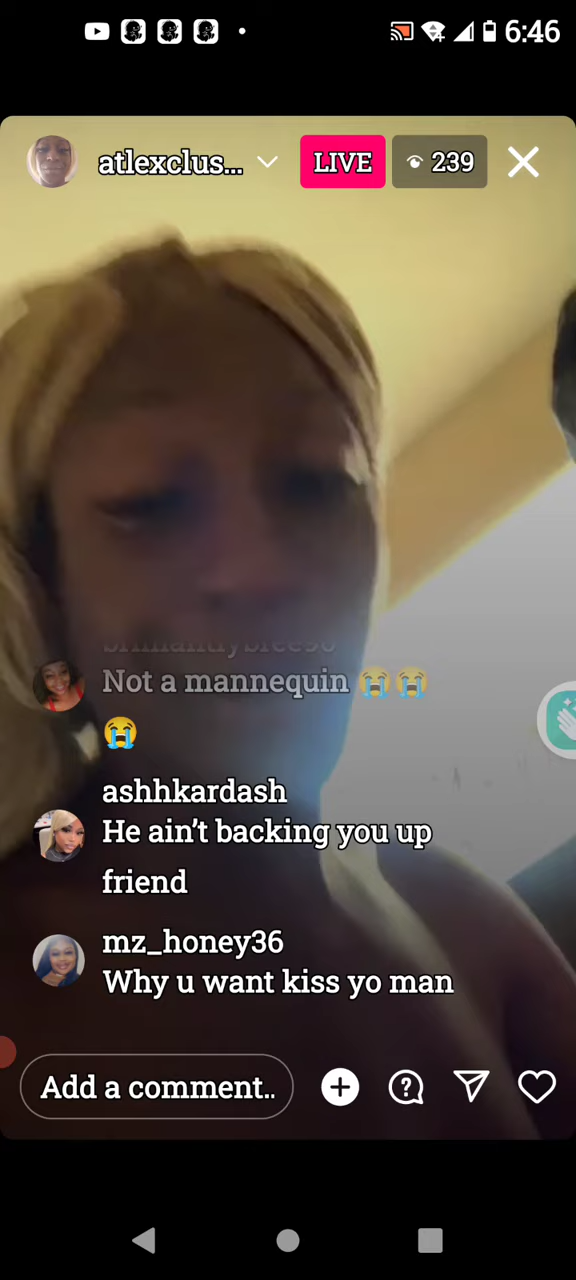 6:46
atlexclus...
LIVE
239
Not a mannequin 😭😭
😭
ashhkardash
He ain't backing you up
friend
mz_honey36
Why u want kiss yo man
Add a comment..